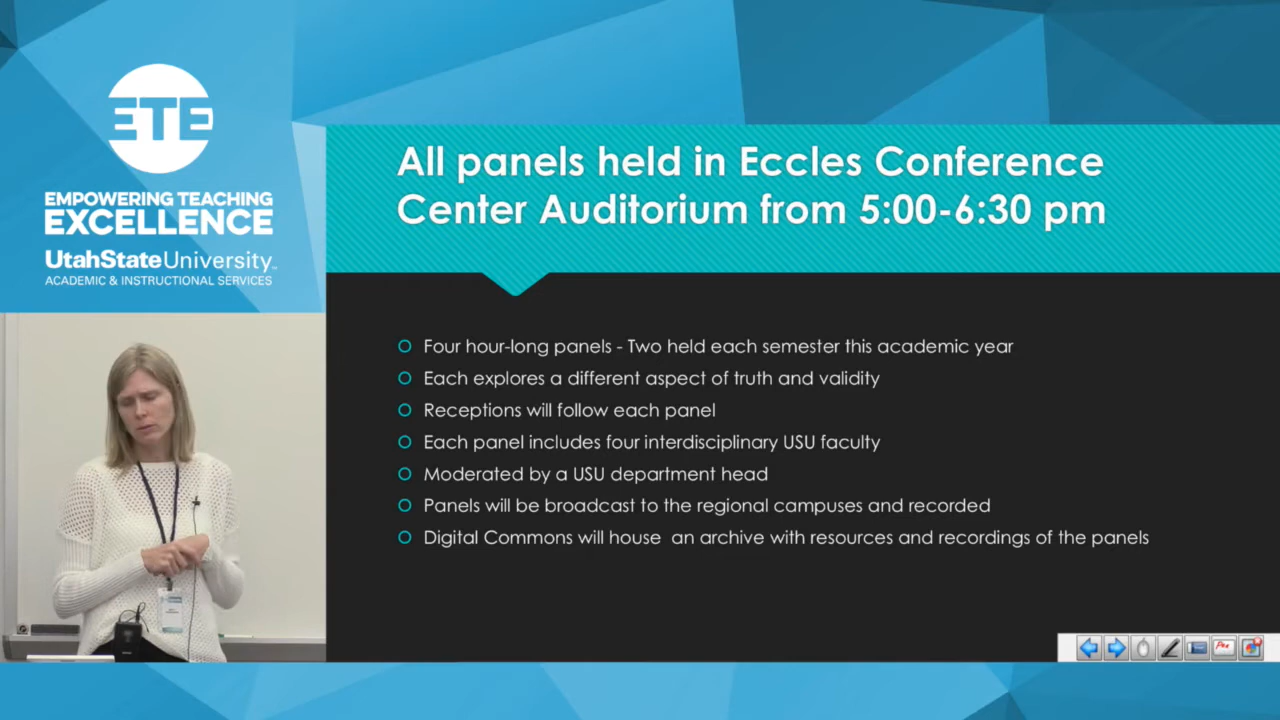 ETE
EMPOWERING TEACHING
EXCELLENCE
UtahStateUniversity
ACADEMIC & INSTRUCTIONAL SERVICES
All panels held in Eccles Conference
Center Auditorium from 5:00-6:30 pm
Four hour-long panels - Two held each semester this academic year
Each explores a different aspect of truth and validity
Receptions will follow each panel
Each panel includes four interdisciplinary USU faculty
Moderated by a USU department head
Panels will be broadcast to the regional campuses and recorded
Digital Commons will house  an archive with resources and recordings of the panels